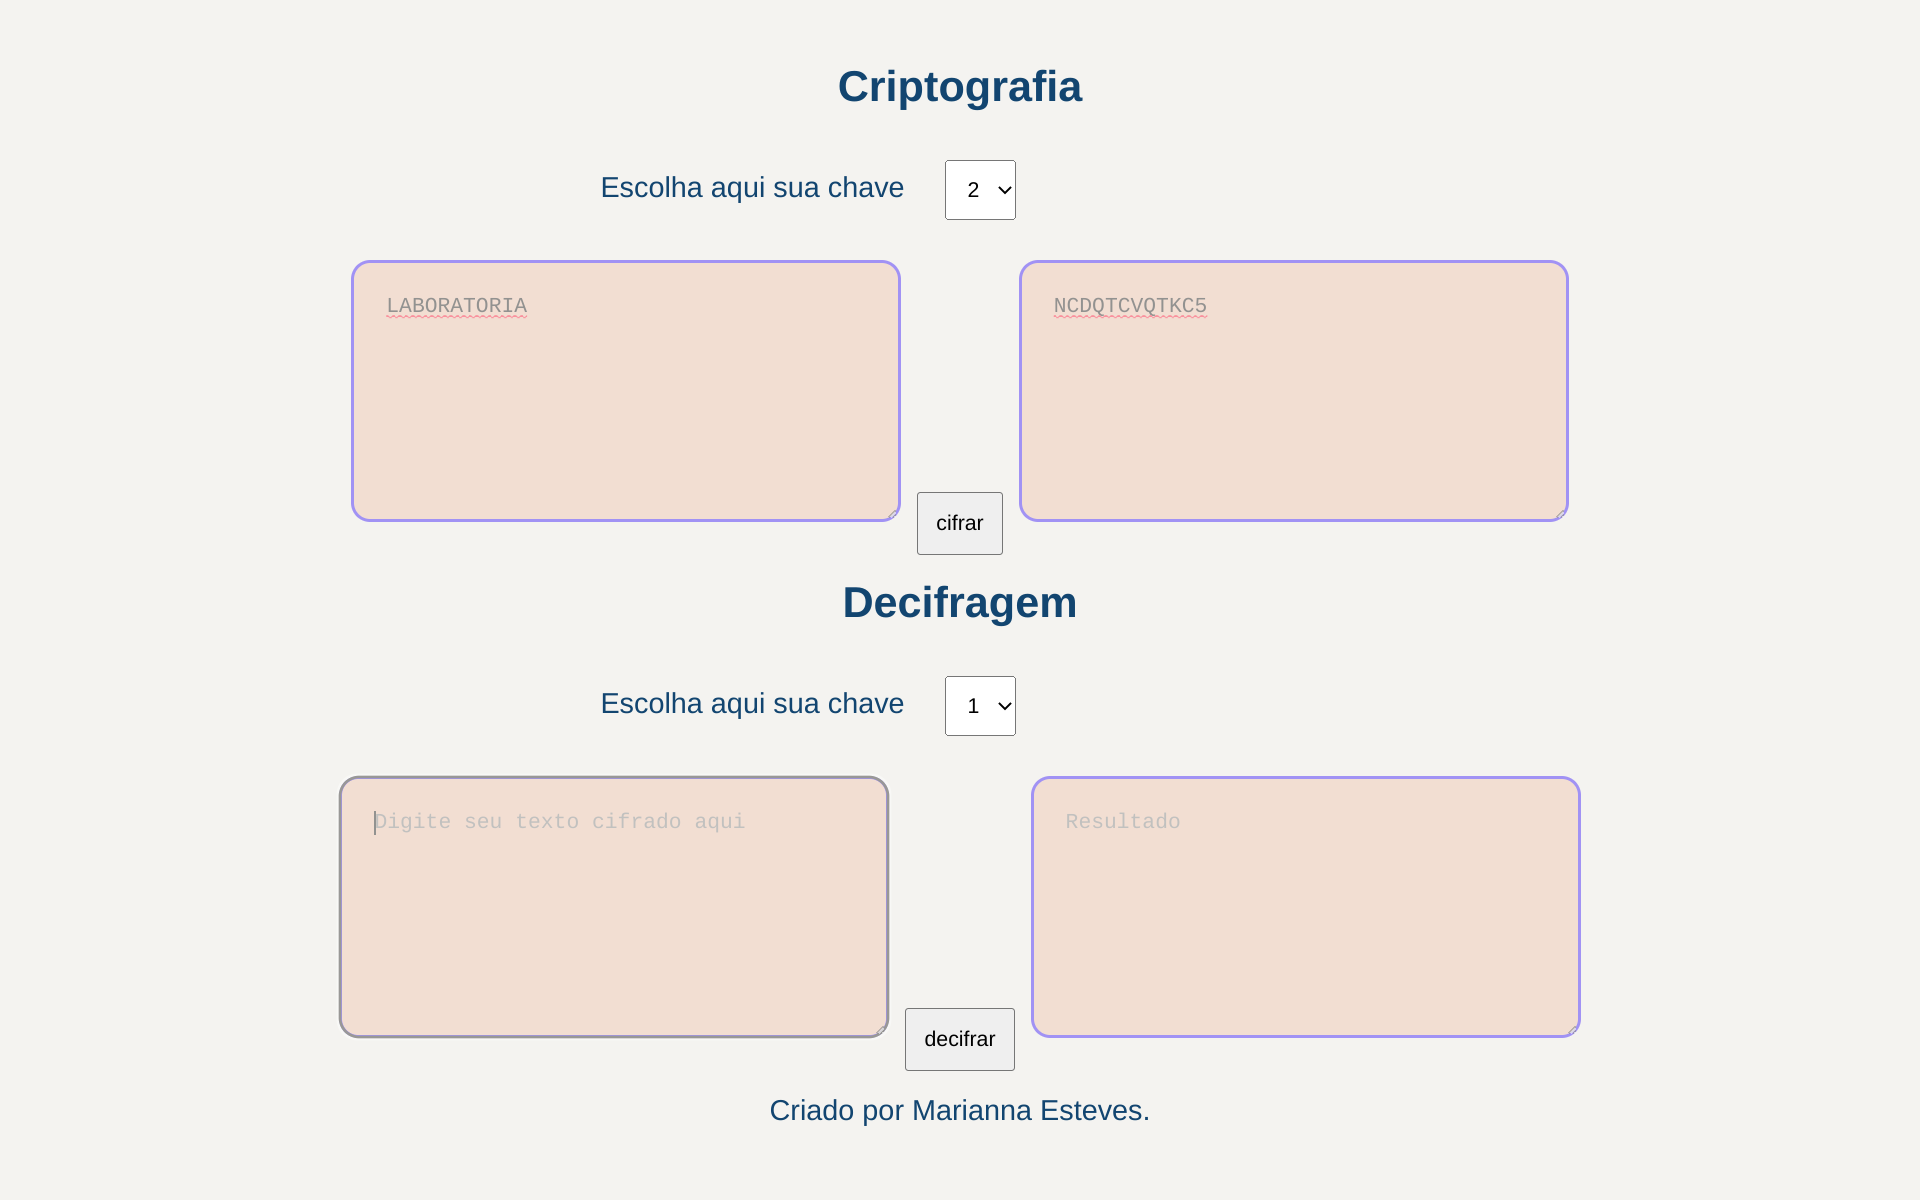 Criptografia
Escolha aqui sua chave 2
LABORATORIA
NCDQTCVQTKC5
cifrar
Decifragem
Escolha aqui sua chave 1
Digite seu texto cifrado aqui
Resultado
decifrar
Criado por Marianna Esteves.